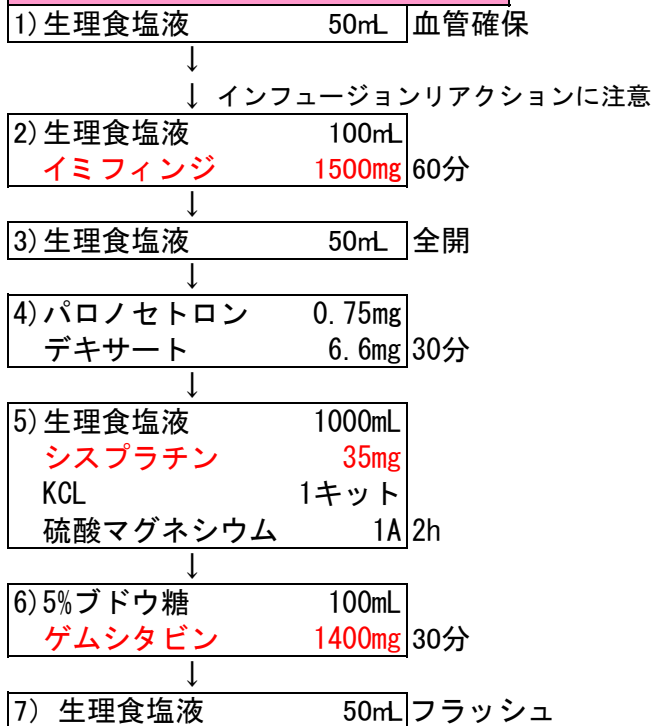 1)生理食塩液 50mL 血管確保
↓
↓ インフュージョンリアクションに注意
2)生理食塩液 100mL
イミフィンジ 1500mg 60分
↓
3)生理食塩液 50mL 全開
↓
4)パロノセトロン 0.75mg
デキサート 6.6mg 30分
↓
5)生理食塩液 1000mL
シスプラチン 35mg
KCL 1キット
硫酸マグネシウム 1A 2h
↓
6)5%ブドウ糖 100mL
ゲムシタビン 1400mg 30分
↓
7) 生理食塩液 50mL フラッシュ